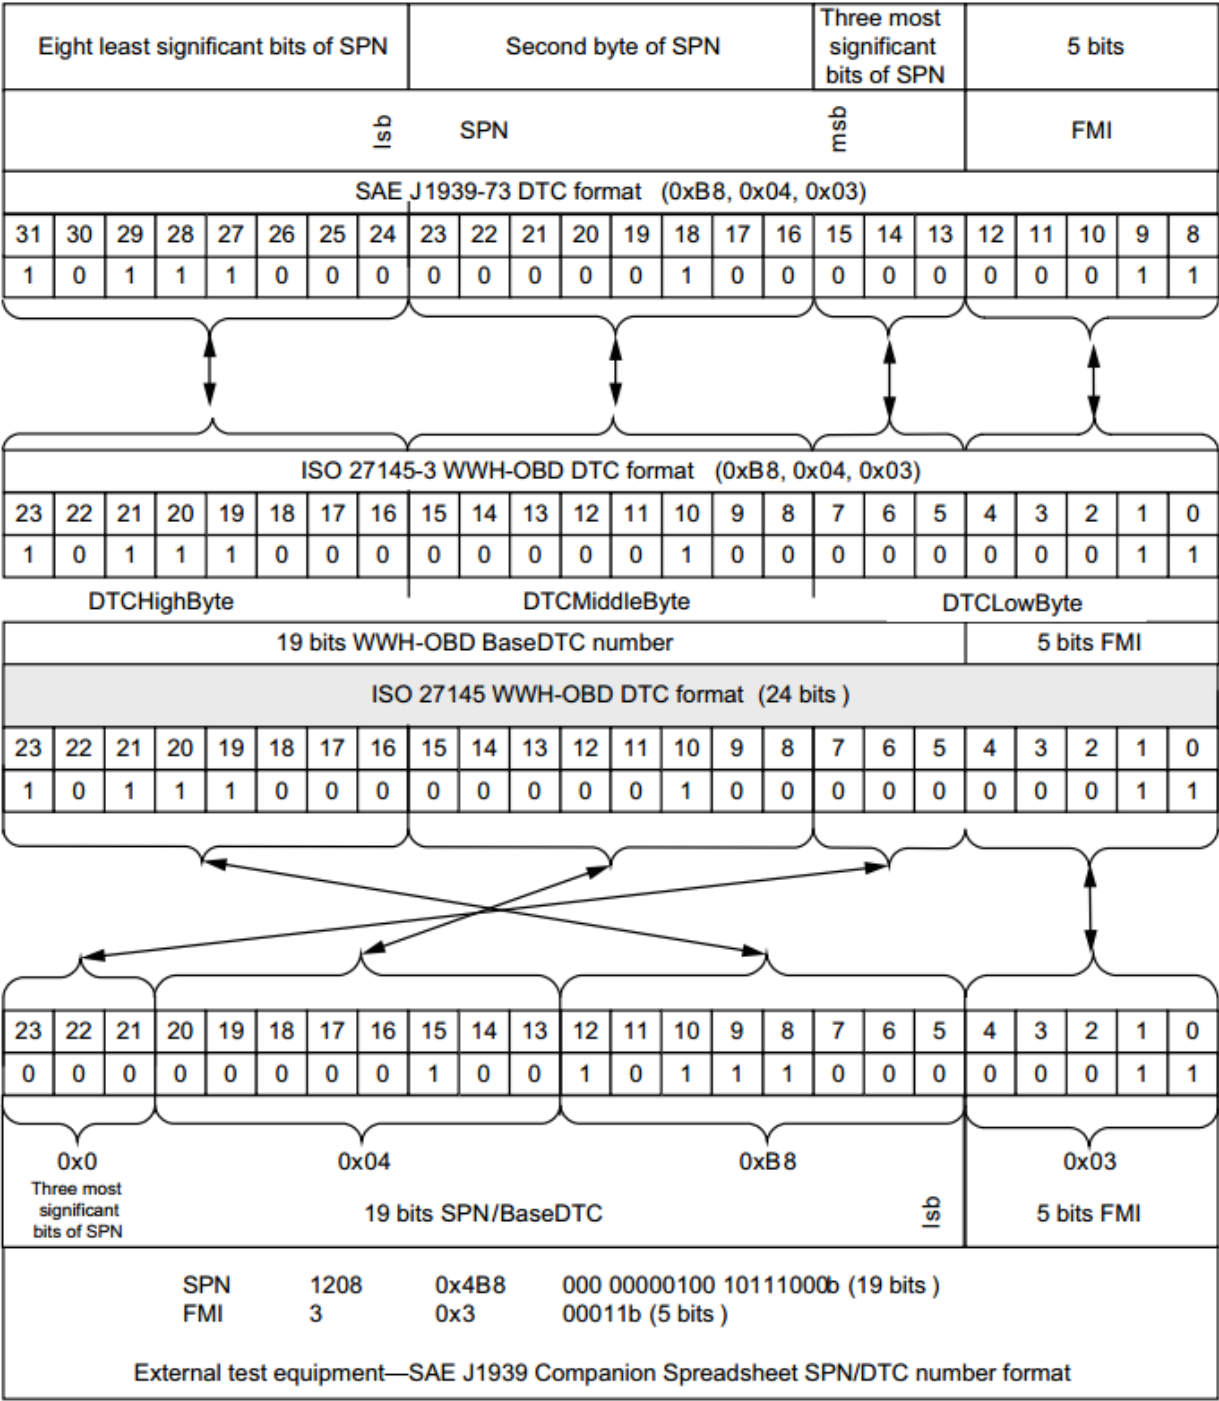 Eight least significant bits of SPN Second byte of SPN Three most significant bits of SPN 5 bits
lsb SPN msb FMI
SAE J1939-73 DTC format (0xB8, 0x04, 0x03)
31 30 29 28 27 26 25 24 23 22 21 20 19 18 17 16 15 14 13 12 11 10 9 8
1 0 1 1 1 0 0 0 0 0 0 0 0 1 0 0 0 0 0 0 0 0 1 1
ISO 27145-3 WWH-OBD DTC format (0xB8, 0x04, 0x03)
23 22 21 20 19 18 17 16 15 14 13 12 11 10 9 8 7 6 5 4 3 2 1 0
1 0 1 1 1 0 0 0 0 0 0 0 0 1 0 0 0 0 0 0 0 0 1 1
DTCHighByte DTCMiddleByte DTCLowByte
19 bits WWH-OBD BaseDTC number 5 bits FMI
ISO 27145 WWH-OBD DTC format (24 bits )
23 22 21 20 19 18 17 16 15 14 13 12 11 10 9 8 7 6 5 4 3 2 1 0
1 0 1 1 1 0 0 0 0 0 0 0 0 1 0 0 0 0 0 0 0 0 1 1
23 22 21 20 19 18 17 16 15 14 13 12 11 10 9 8 7 6 5 4 3 2 1 0
0 0 0 0 0 0 0 0 1 0 0 1 0 1 1 1 0 0 0 0 0 0 1 1
0x0 0x04 0xB8 0x03
Three most
significant
bits of SPN
19 bits SPN/BaseDTC lsb 5 bits FMI
SPN 1208 0x4B8 000 00000100 10111000b (19 bits )
FMI 3 0x3 00011b (5 bits )
External test equipment—SAE J1939 Companion Spreadsheet SPN/DTC number format